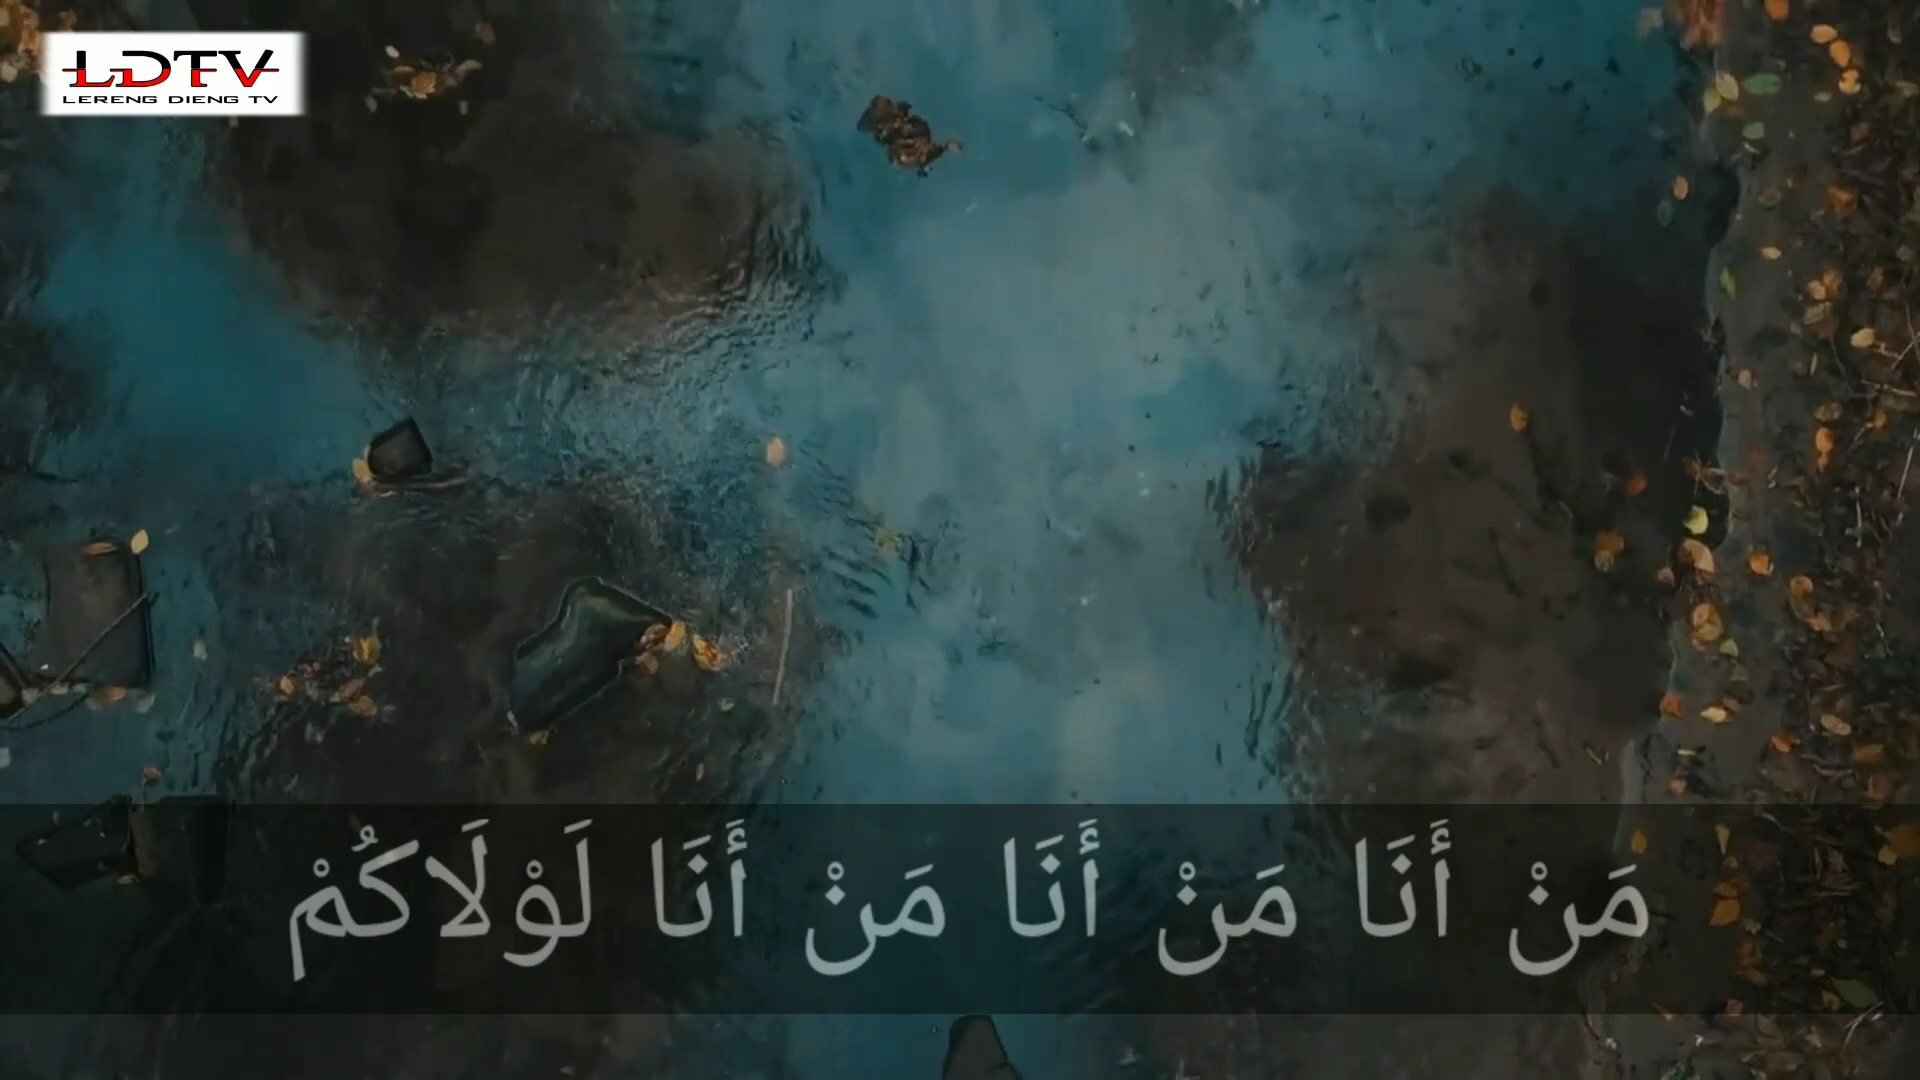 LDTV
LERENG DIENG TV
مَنْ أَنَا مَنْ أَنَا مَنْ أَنَا لَوْلَاكُمْ